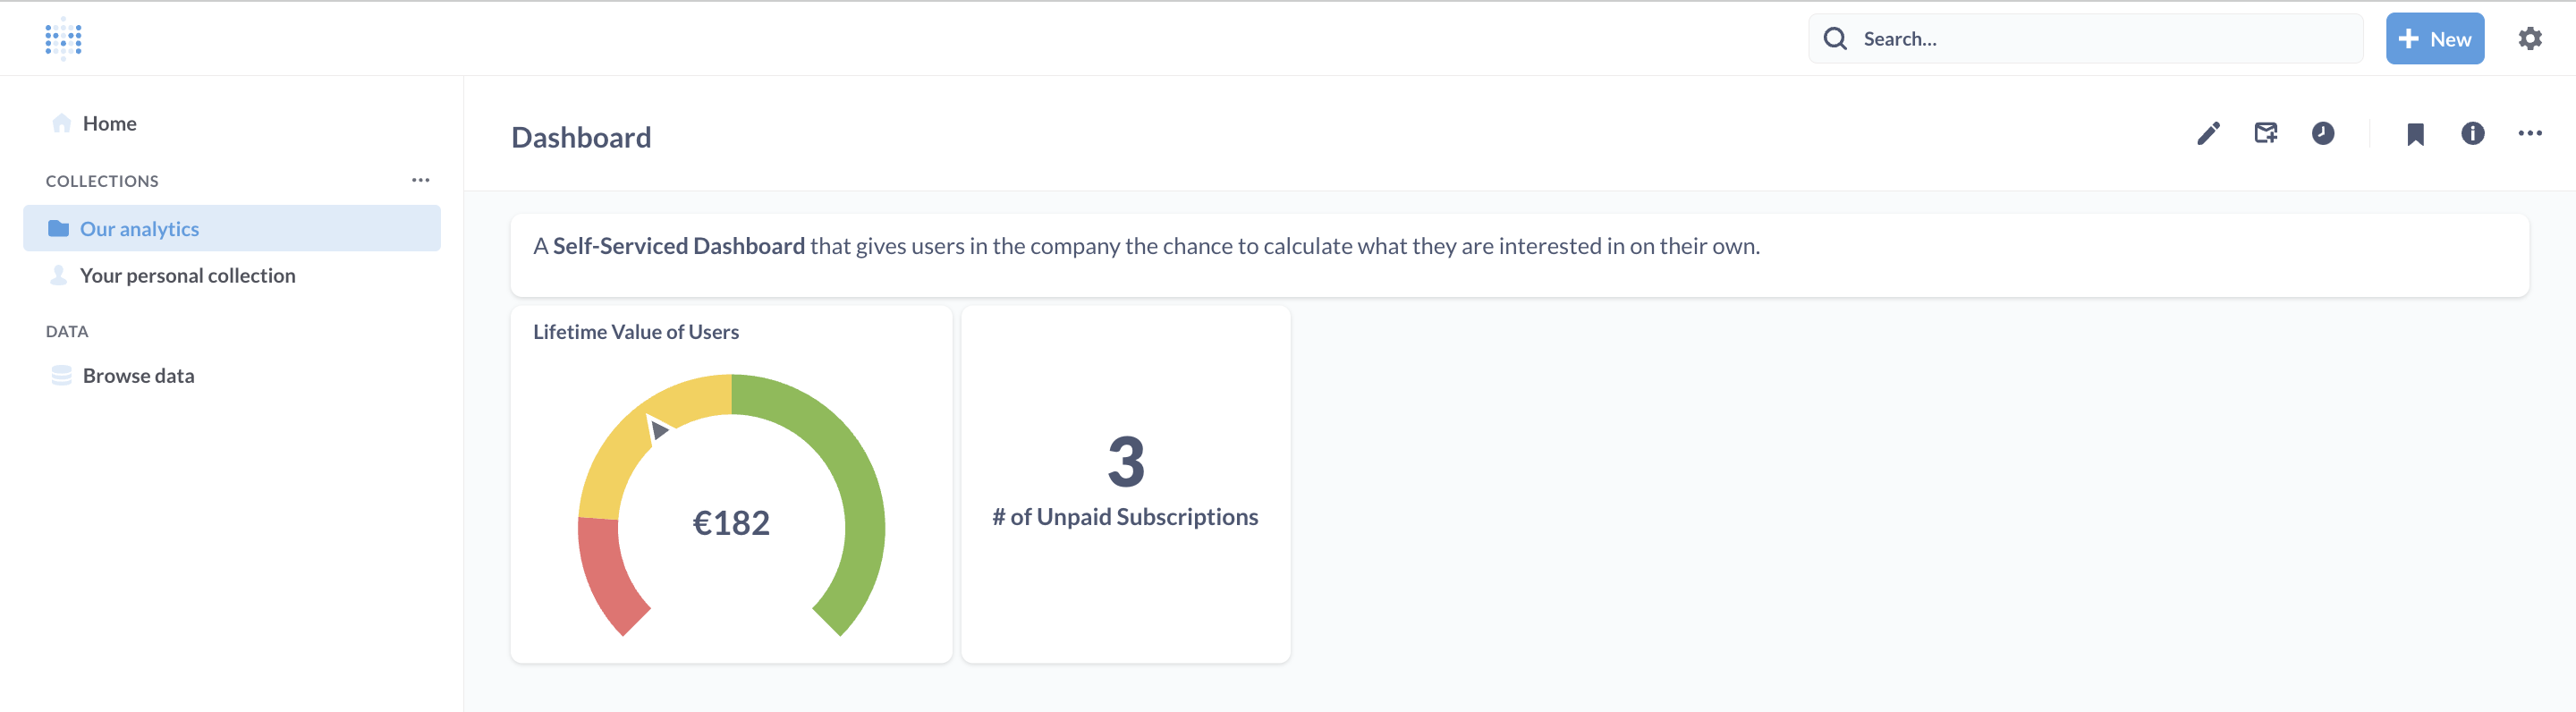 Search...
New
Home
COLLECTIONS
Our analytics
Your personal collection
DATA
Browse data
Dashboard
A Self-Serviced Dashboard that gives users in the company the chance to calculate what they are interested in on their own.
Lifetime Value of Users
€182
3
# of Unpaid Subscriptions